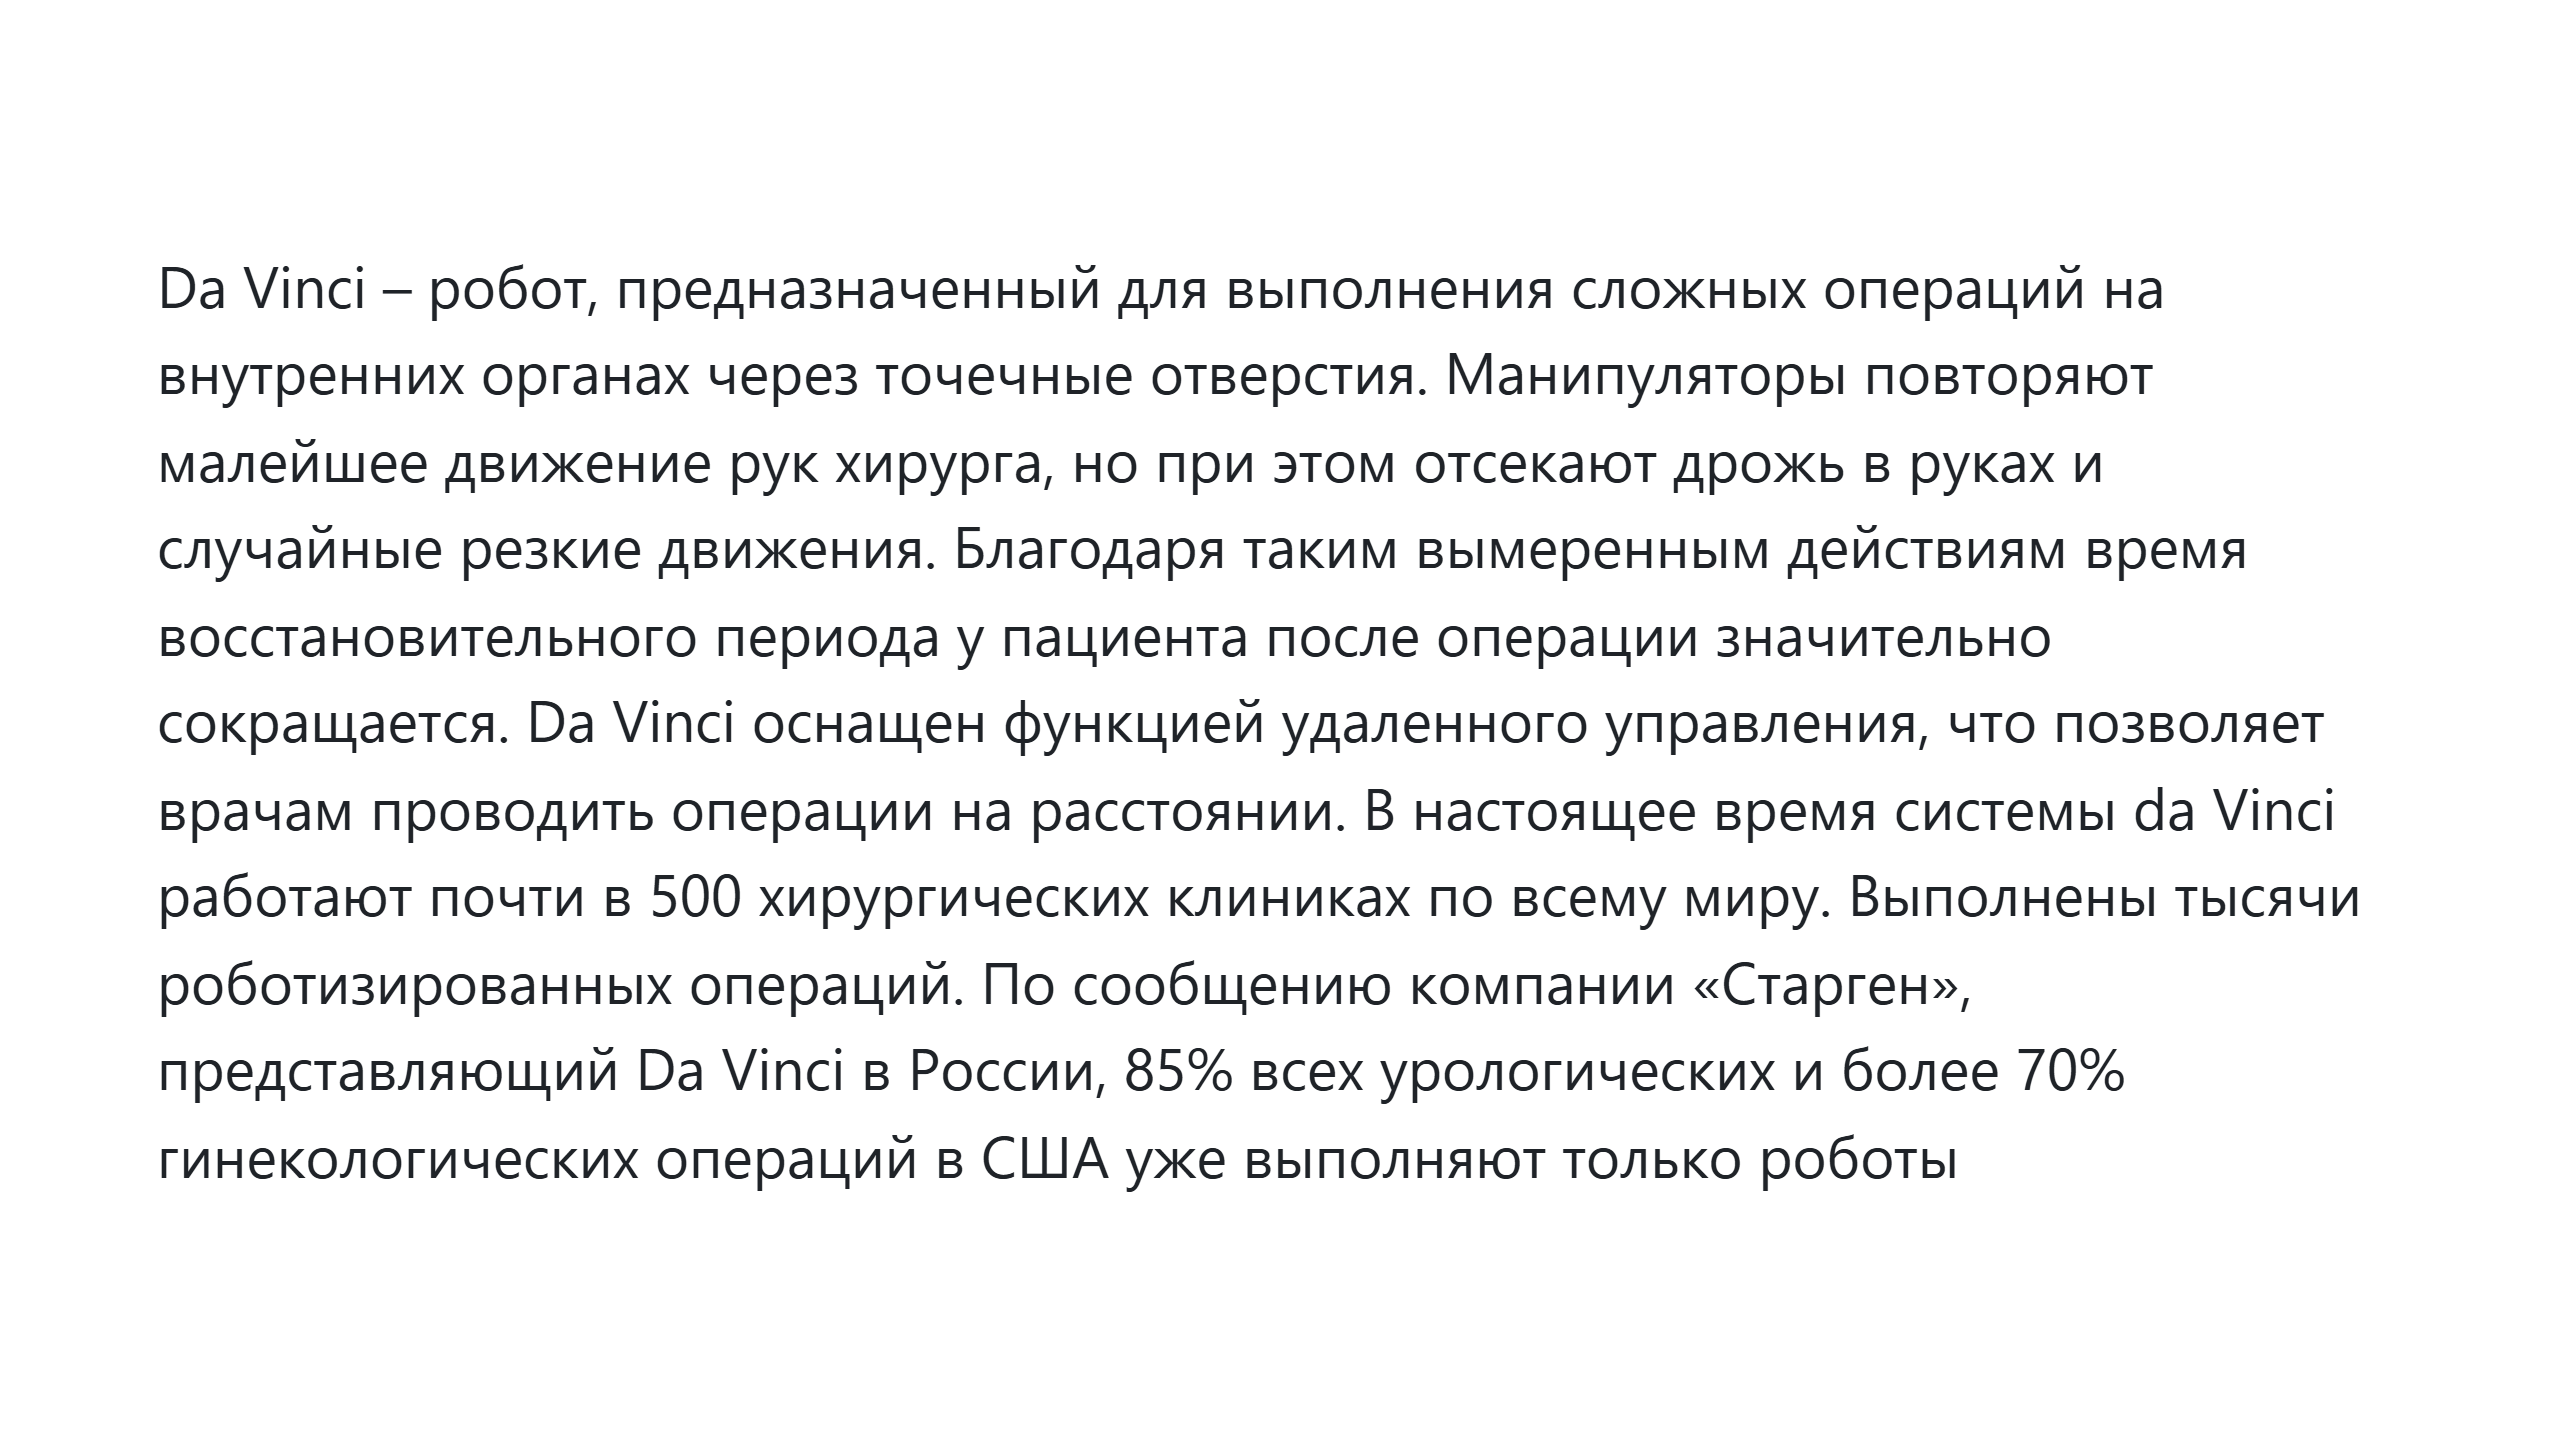 Da Vinci – робот, предназначенный для выполнения сложных операций на
внутренних органах через точечные отверстия. Манипуляторы повторяют
малейшее движение рук хирурга, но при этом отсекают дрожь в руках и
случайные резкие движения. Благодаря таким вымеренным действиям время
восстановительного периода у пациента после операции значительно
сокращается. Da Vinci оснащен функцией удаленного управления, что позволяет
врачам проводить операции на расстоянии. В настоящее время системы da Vinci
работают почти в 500 хирургических клиниках по всему миру. Выполнены тысячи
роботизированных операций. По сообщению компании «Старген»,
представляющий Da Vinci в России, 85% всех урологических и более 70%
гинекологических операций в США уже выполняют только роботы